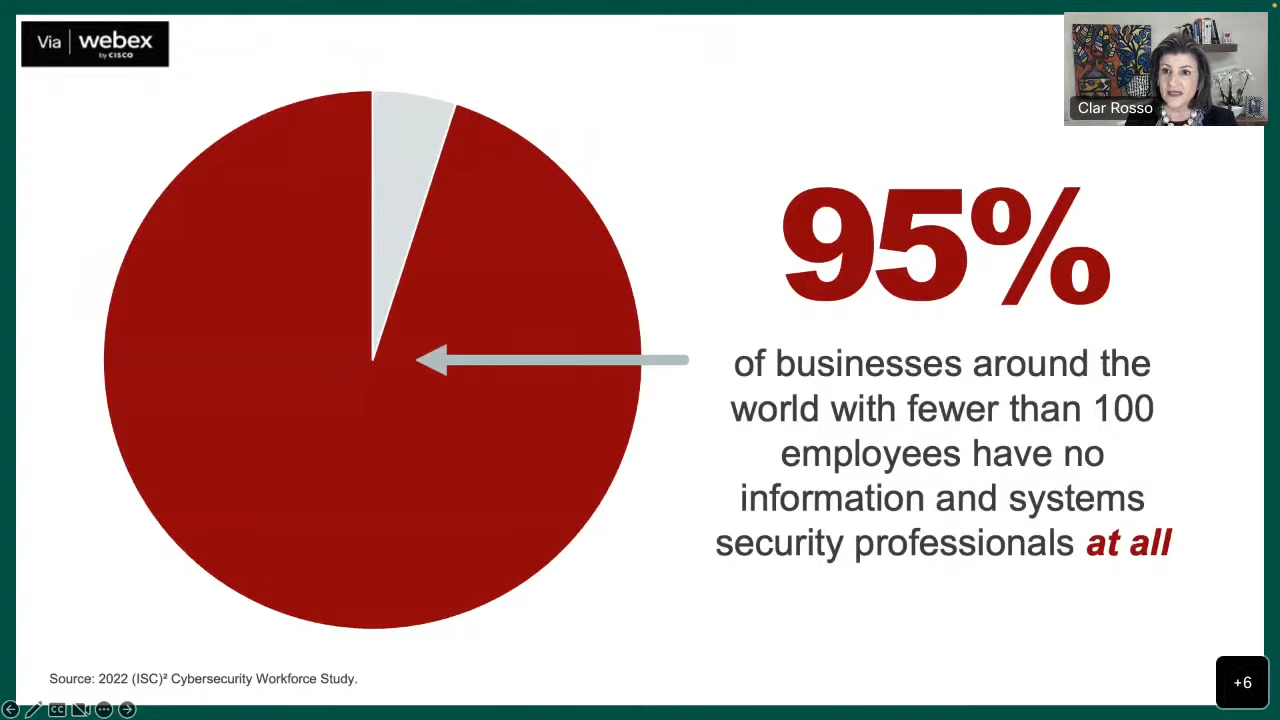 Via | webex
by CISCO
Clar Rosso
95%
of businesses around the
world with fewer than 100
employees have no
information and systems
security professionals at all
Source: 2022 (ISC)² Cybersecurity Workforce Study.
CC
+6